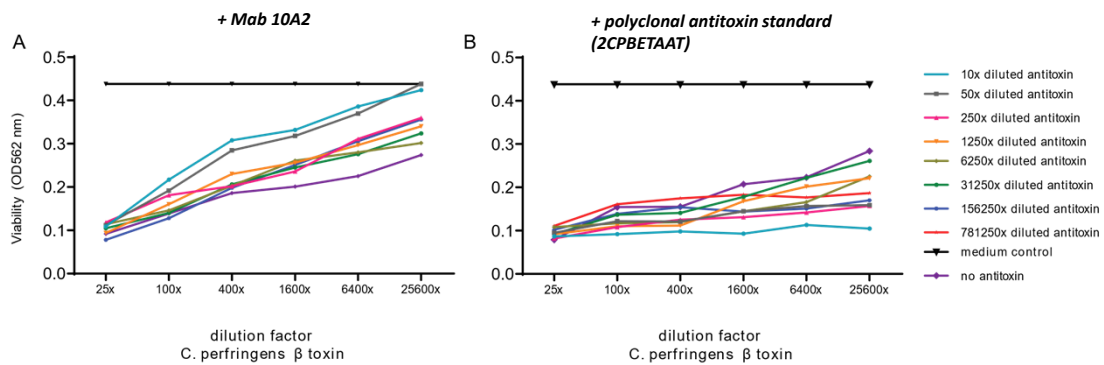 + Mab 10A2
+ polyclonal antitoxin standard
(2CPBETAAT)
A
B
Viability (OD562 nm)
0.5
0.4
0.3
0.2
0.1
0.0
25x 100x 400x 1600x 6400x 25600x
dilution factor
C. perfringens β toxin
0.5
0.4
0.3
0.2
0.1
0.0
25x 100x 400x 1600x 6400x 25600x
dilution factor
C. perfringens β toxin
10x diluted antitoxin
50x diluted antitoxin
250x diluted antitoxin
1250x diluted antitoxin
6250x diluted antitoxin
31250x diluted antitoxin
156250x diluted antitoxin
781250x diluted antitoxin
medium control
no antitoxin